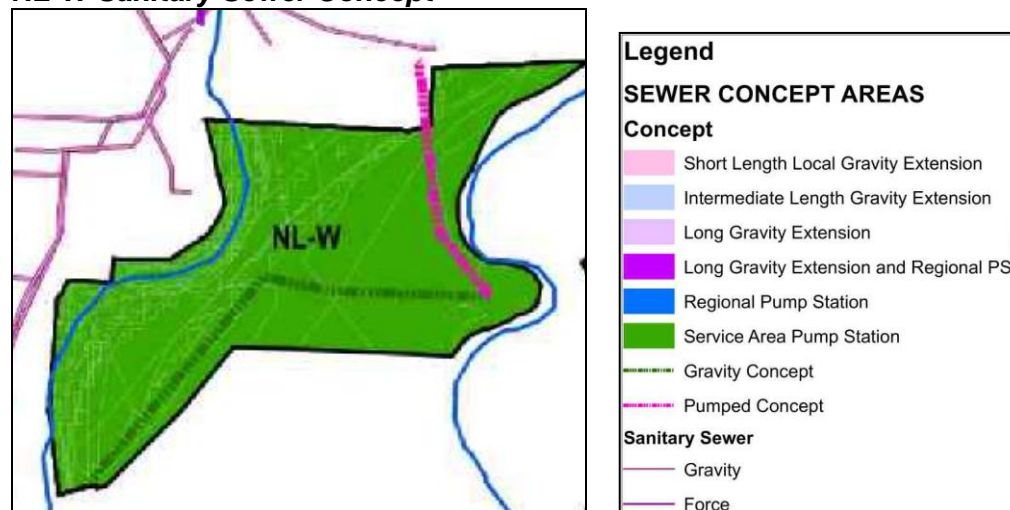 NL-W Sanitary Sewer Concept
NL-W
Legend
SEWER CONCEPT AREAS
Concept
Short Length Local Gravity Extension
Intermediate Length Gravity Extension
Long Gravity Extension
Long Gravity Extension and Regional PS
Regional Pump Station
Service Area Pump Station
Gravity Concept
Pumped Concept
Sanitary Sewer
Gravity
Force